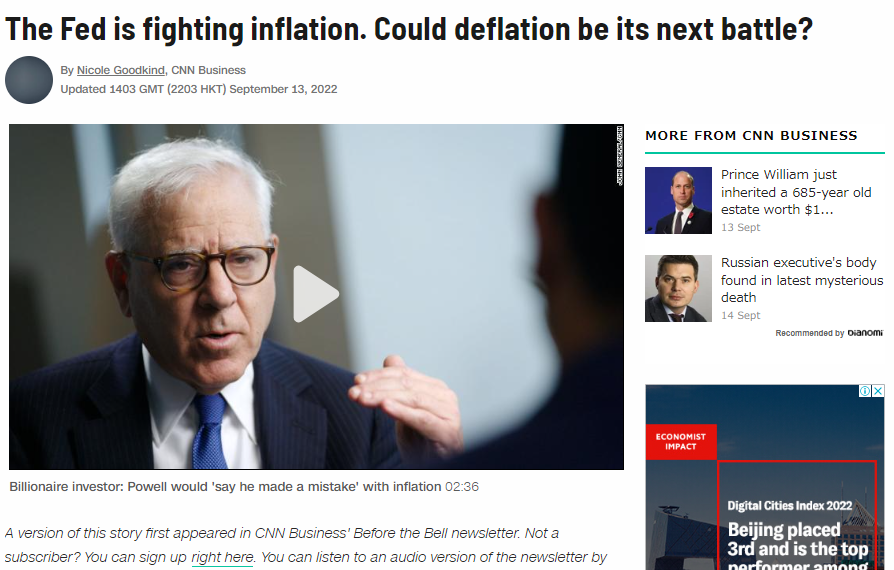 The Fed is fighting inflation. Could deflation be its next battle?
By Nicole Goodkind, CNN Business
Updated 1403 GMT (2203 HKT) September 13, 2022
JOHN GENERAL/CNN
Billionaire investor: Powell would 'say he made a mistake' with inflation 02:36
A version of this story first appeared in CNN Business' Before the Bell newsletter. Not a
subscriber? You can sign up right here. You can listen to an audio version of the newsletter by
MORE FROM CNN BUSINESS
Prince William just
inherited a 685-year old
estate worth $1...
13 Sept
Russian executive's body
found in latest mysterious
death
14 Sept
Recommended by bianomi
ECONOMIST
IMPACT
Digital Cities Index 2022
Beijing placed
3rd and is the top
performer among